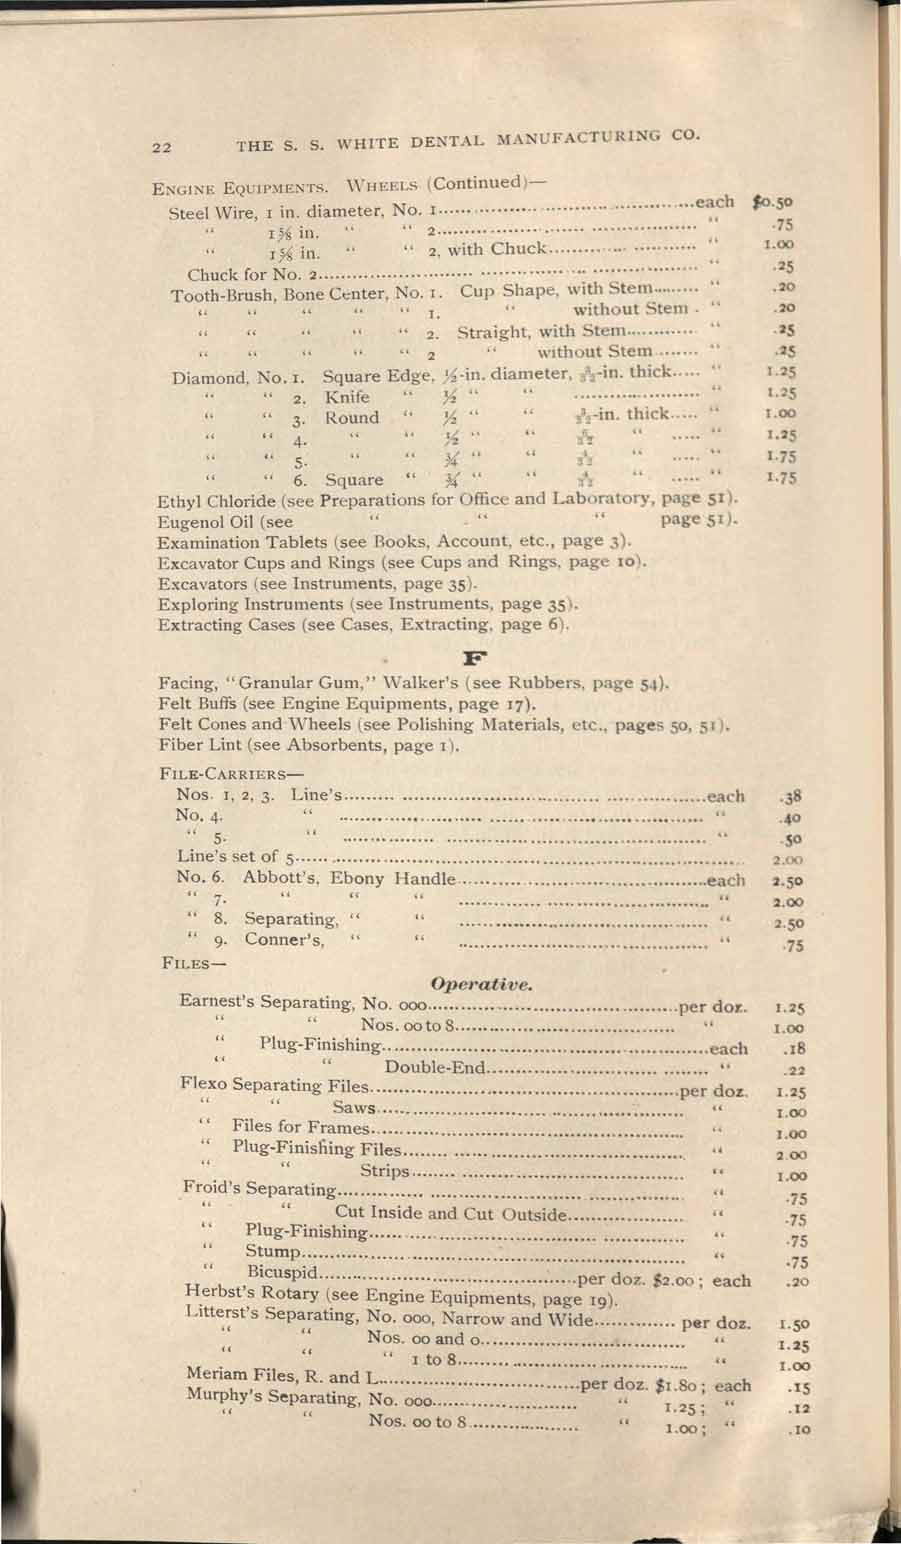 22 THE S. S. WHITE DENTAL MANUFACTURING CO.
ENGINE EQUIPMENTS. WHEELS (Continued)—
Steel Wire, 1 in. diameter, No. 1........................................each $0.50
“ 1⅝ in. “ “ 2........................................ “ .75
“ 1⅝ in. “ “ 2, with Chuck........................ “ 1.00
Chuck for No. 2........................................................ “ .25
Tooth-Brush, Bone Center, No. 1. Cup Shape, with Stem......... “ .20
“ “ “ “ “ 1. “ without Stem . “ .20
“ “ “ “ “ 2. Straight, with Stem............. “ .25
“ “ “ “ “ 2 “ without Stem....... “ .25
Diamond, No. 1. Square Edge, ½-in. diameter, -in. thick..... “ 1.25
“ “ 2. Knife “ ½ “ “ ...................... “ 1.25
“ “ 3. Round “ ½ “ “ 3/32-in. thick..... “ 1.00
“ “ 4. “ “ ½ “ “ “ ..... “ 1.25
“ “ 5. “ “ ¾ “ “ 4/32 “ ..... “ 1.75
“ “ 6. Square “ ¾ “ “ 4/32 “ ..... “ 1.75
Ethyl Chloride (see Preparations for Office and Laboratory, page 51).
Eugenol Oil (see “ “ “ page 51).
Examination Tablets (see Books, Account, etc., page 3).
Excavator Cups and Rings (see Cups and Rings, page 10).
Excavators (see Instruments, page 35).
Exploring Instruments (see Instruments, page 35).
Extracting Cases (see Cases, Extracting, page 6).
F
Facing, “Granular Gum,” Walker's (see Rubbers, page 54).
Felt Buffs (see Engine Equipments, page 17).
Felt Cones and Wheels (see Polishing Materials, etc., pages 50, 51).
Fiber Lint (see Absorbents, page 1).
FILE-CARRIERS—
Nos. 1, 2, 3. Line's........................................................each .38
No. 4. “ ........................................................ “ .40
“ 5. “ ........................................................ “ .50
Line's set of 5................................................................ 2.00
No. 6. Abbott's, Ebony Handle........................................each 2.50
“ 7. “ “ “ ........................................ “ 2.00
“ 8. Separating, “ “ ........................................ “ 2.50
“ 9. Conner's, “ “ ........................................ “ .75
FILES—
Operative.
Earnest's Separating, No. 000........................................per doz. 1.25
“ “ Nos. 00 to 8.................................... “ 1.00
“ Plug-Finishing................................................each .18
“ “ Double-End.................................... “ .22
Flexo Separating Files................................................per doz. 1.25
“ “ Saws................................................ “ 1.00
“ Files for Frames................................................ “ 1.00
“ Plug-Finishing Files........................................ “ 2.00
“ “ Strips........................................ “ 1.00
Froid's Separating................................................ “ .75
“ “ Cut Inside and Cut Outside.................... “ .75
“ Plug-Finishing................................................ “ .75
“ Stump........................................................ “ .75
“ Bicuspid........................................per doz. $2.00; each .20
Herbst's Rotary (see Engine Equipments, page 19).
Litterst's Separating, No. 000, Narrow and Wide.............. per doz. 1.50
“ “ Nos. 00 and 0................................ “ 1.25
“ “ “ 1 to 8................................ “ 1.00
Meriam Files, R. and L................................per doz. $1.80; each .15
Murphy's Separating, No. 000........................ “ 1.25; “ .12
“ “ Nos. 00 to 8.................. “ 1.00; “ .10